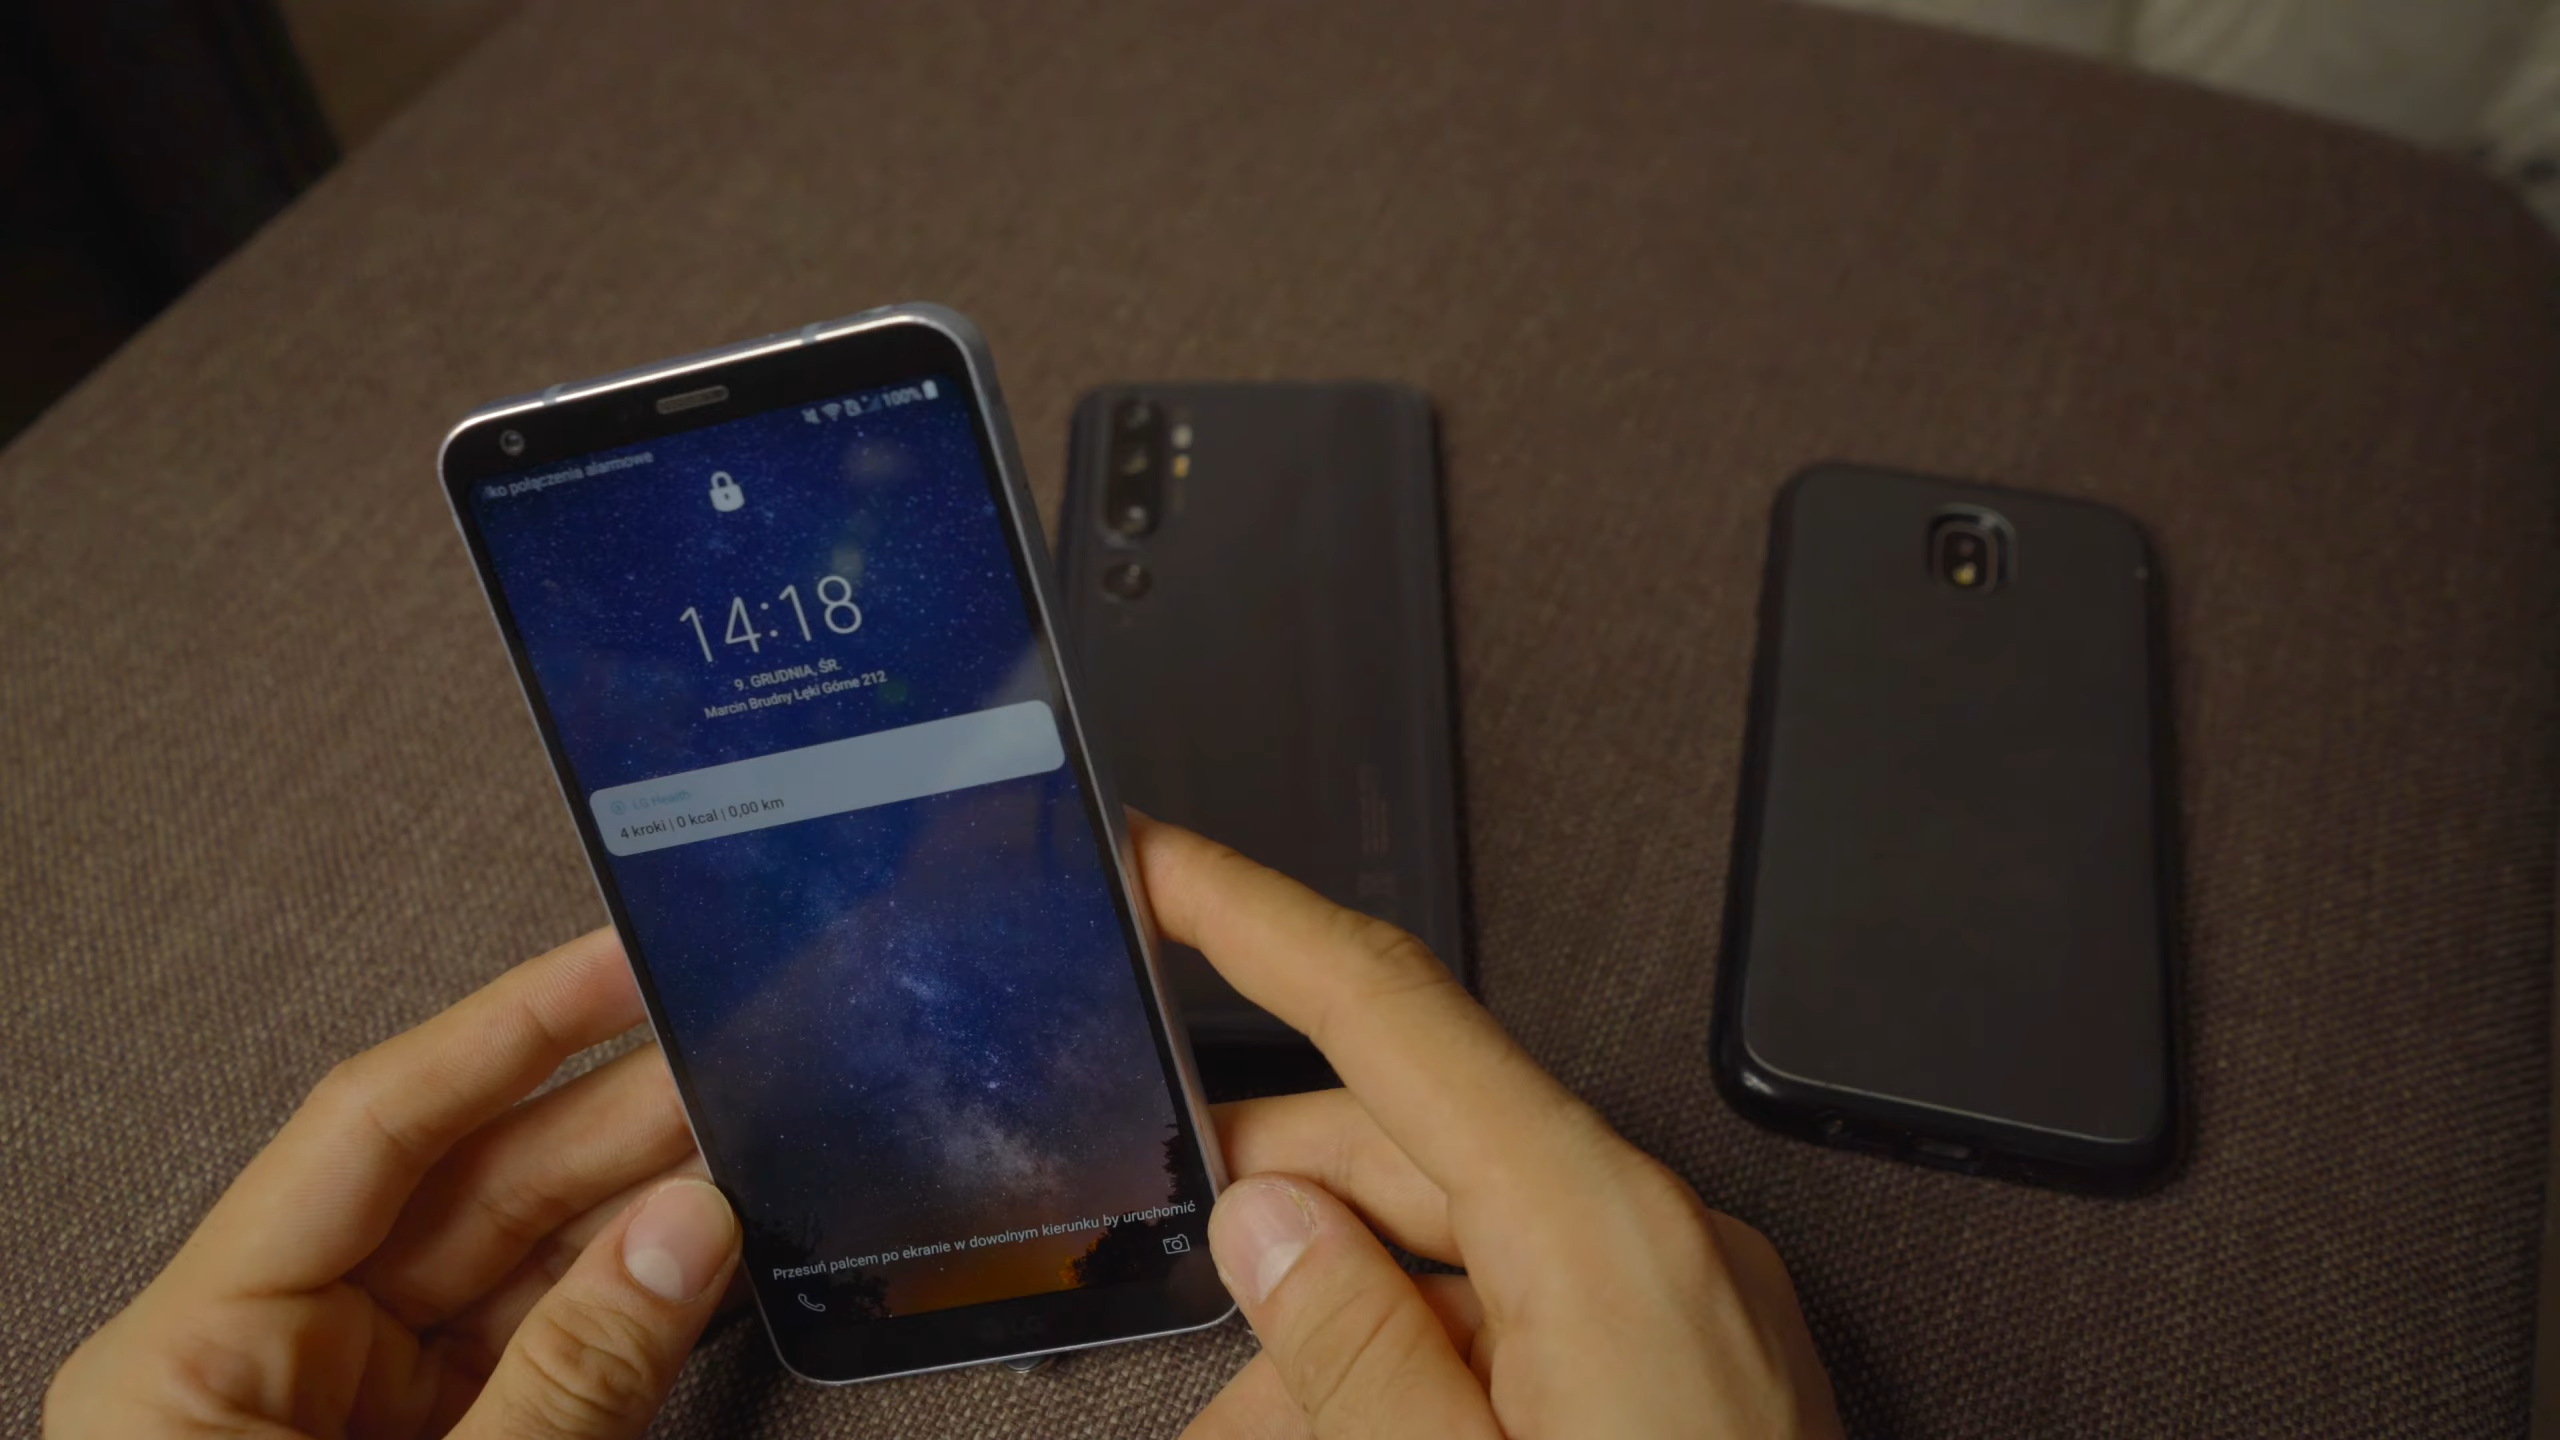 100%
ko połączenia alarmowe
14:18
9. GRUDNIA, ŚR.
Marcin Brudny Łęki Górne 212
LG Health
4 kroki | 0 kcal | 0,00 km
Przesuń palcem po ekranie w dowolnym kierunku by uruchomić
LG